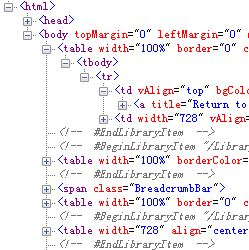 <html>
<head>
<body topMargin="0" leftMargin="0"
<table width="100%" border="0" c
<tbody>
<tr>
<td vAlign="top" bgColo
<a title="Return to
<td width="728" vAlign=
<!-- #EndLibraryItem -->
<!-- #BeginLibraryItem "/Library
<table width="100%" borderColor=
<!-- #EndLibraryItem -->
<span class="BreadcrumbBar">
<table width="100%" border="0" c
<!-- #BeginLibraryItem "/Library
<table width="728" align="center
<!-- #EndLibraryItem -->